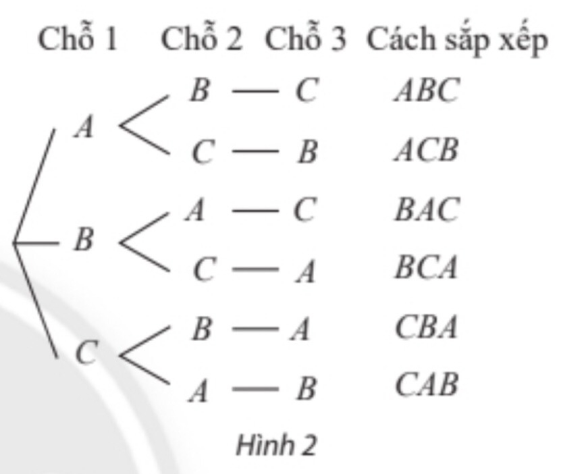 Chỗ 1 Chỗ 2 Chỗ 3 Cách sắp xếp
B — C ABC
A
C — B ACB
A — C BAC
B
C — A BCA
B — A CBA
C
A — B CAB
Hình 2